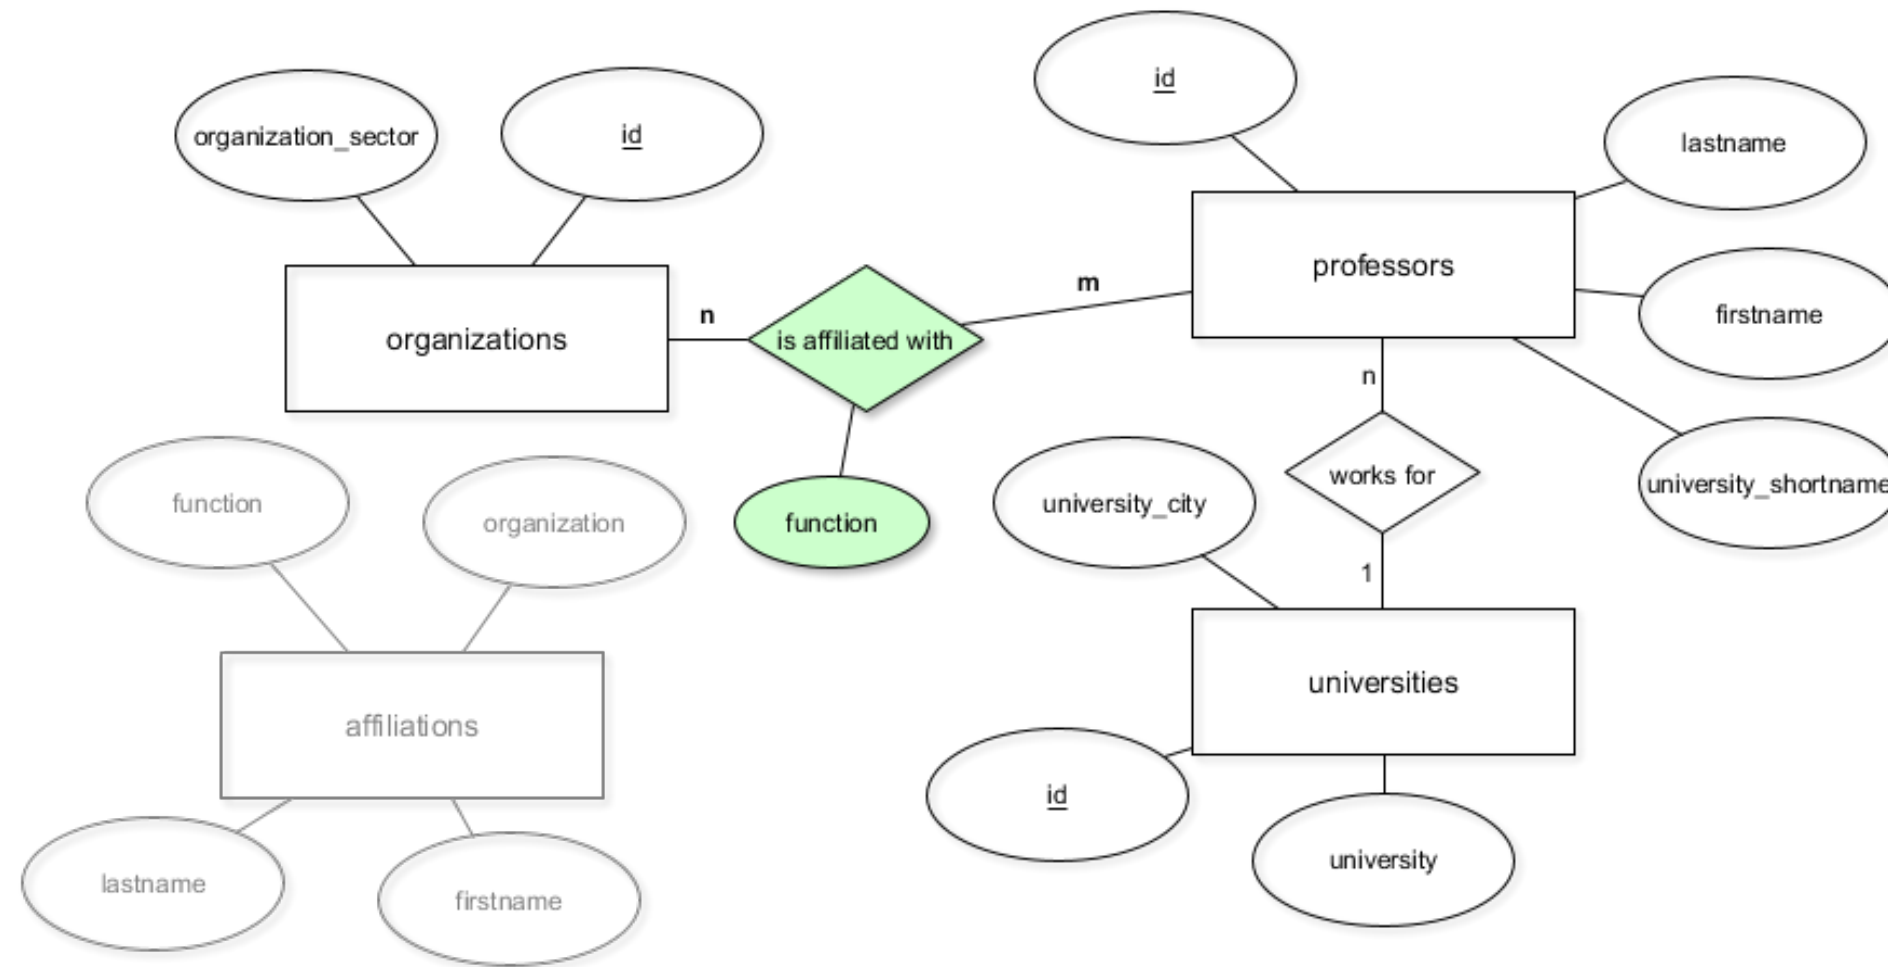 id
organization_sector
id
lastname
professors
m
n
firstname
organizations
is affiliated with
n
works for
university_shortname
function
organization
function
university_city
1
universities
affiliations
id
university
lastname
firstname